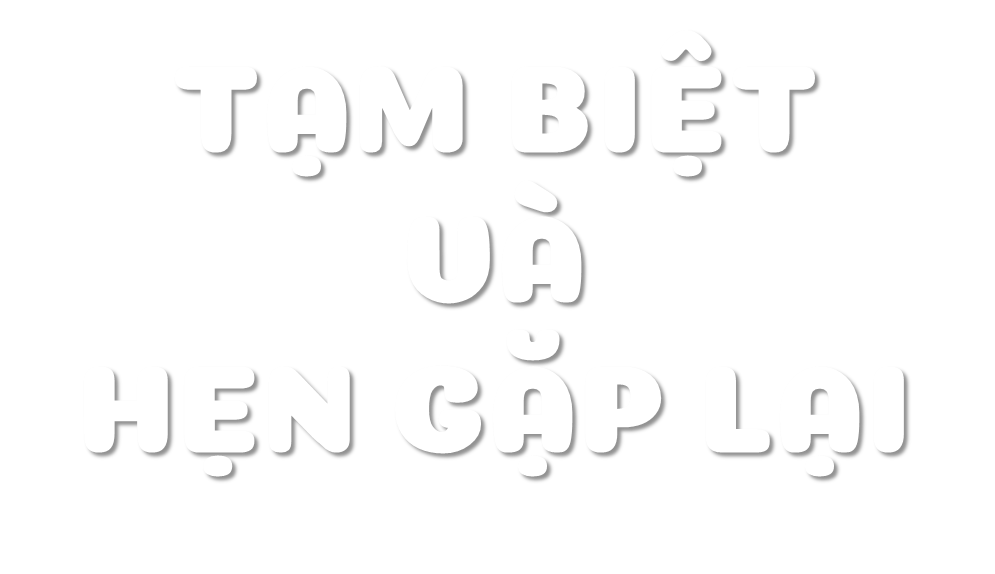 TẠM BIỆT
VÀ
HẸN GẶP LẠI